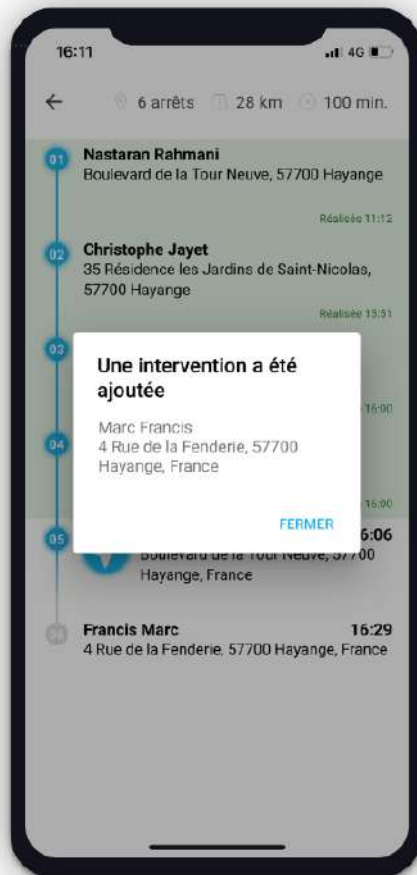 16:11
4G
6 arrêts 28 km 100 min.
01 Nastaran Rahmani
Boulevard de la Tour Neuve, 57700 Hayange
Réalisée 11:12
02 Christophe Jayet
35 Résidence les Jardins de Saint-Nicolas,
57700 Hayange
Réalisée 13:51
03
Une intervention a été
ajoutée
Marc Francis
4 Rue de la Fenderie, 57700
Hayange, France
FERMER
16:00
04
16:00
05
6:06
Boulevard de la Tour Neuve, 57700
Hayange, France
06 Francis Marc 16:29
4 Rue de la Fenderie, 57700 Hayange, France